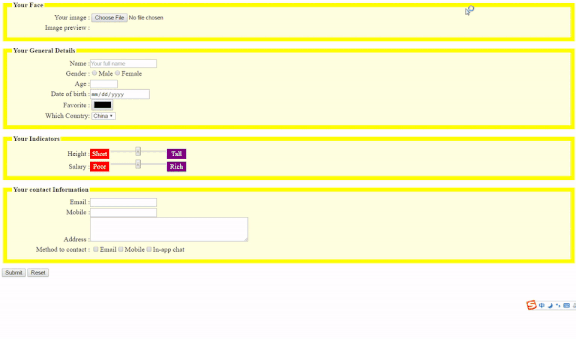 Your Face
Your image : Choose File No file chosen
Image preview :
Your General Details
Name : Your full name
Gender : Male Female
Age :
Date of birth : mm/dd/yyyy
Favorite :
Which Country: China
Your Indicators
Height : Short Tall
Salary : Poor Rich
Your contact Information
Email :
Mobile :
Address :
Method to contact : Email Mobile In-app chat
Submit Reset
S 中